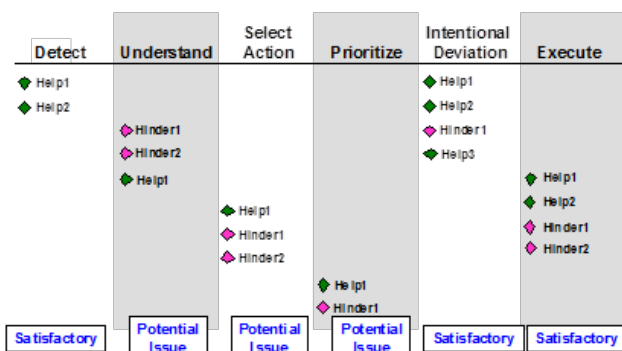 Select Intentional
Detect Understand Action Prioritize Deviation Execute
Help1 Help1
Help2 Help2
Hinder1 Hinder1
Hinder2 Help3
Help1 Help1
Help2
Help1 Hinder1
Hinder1 Hinder2
Hinder2
Help1
Hinder1
Satisfactory Potential Issue Potential Issue Potential Issue Satisfactory Satisfactory